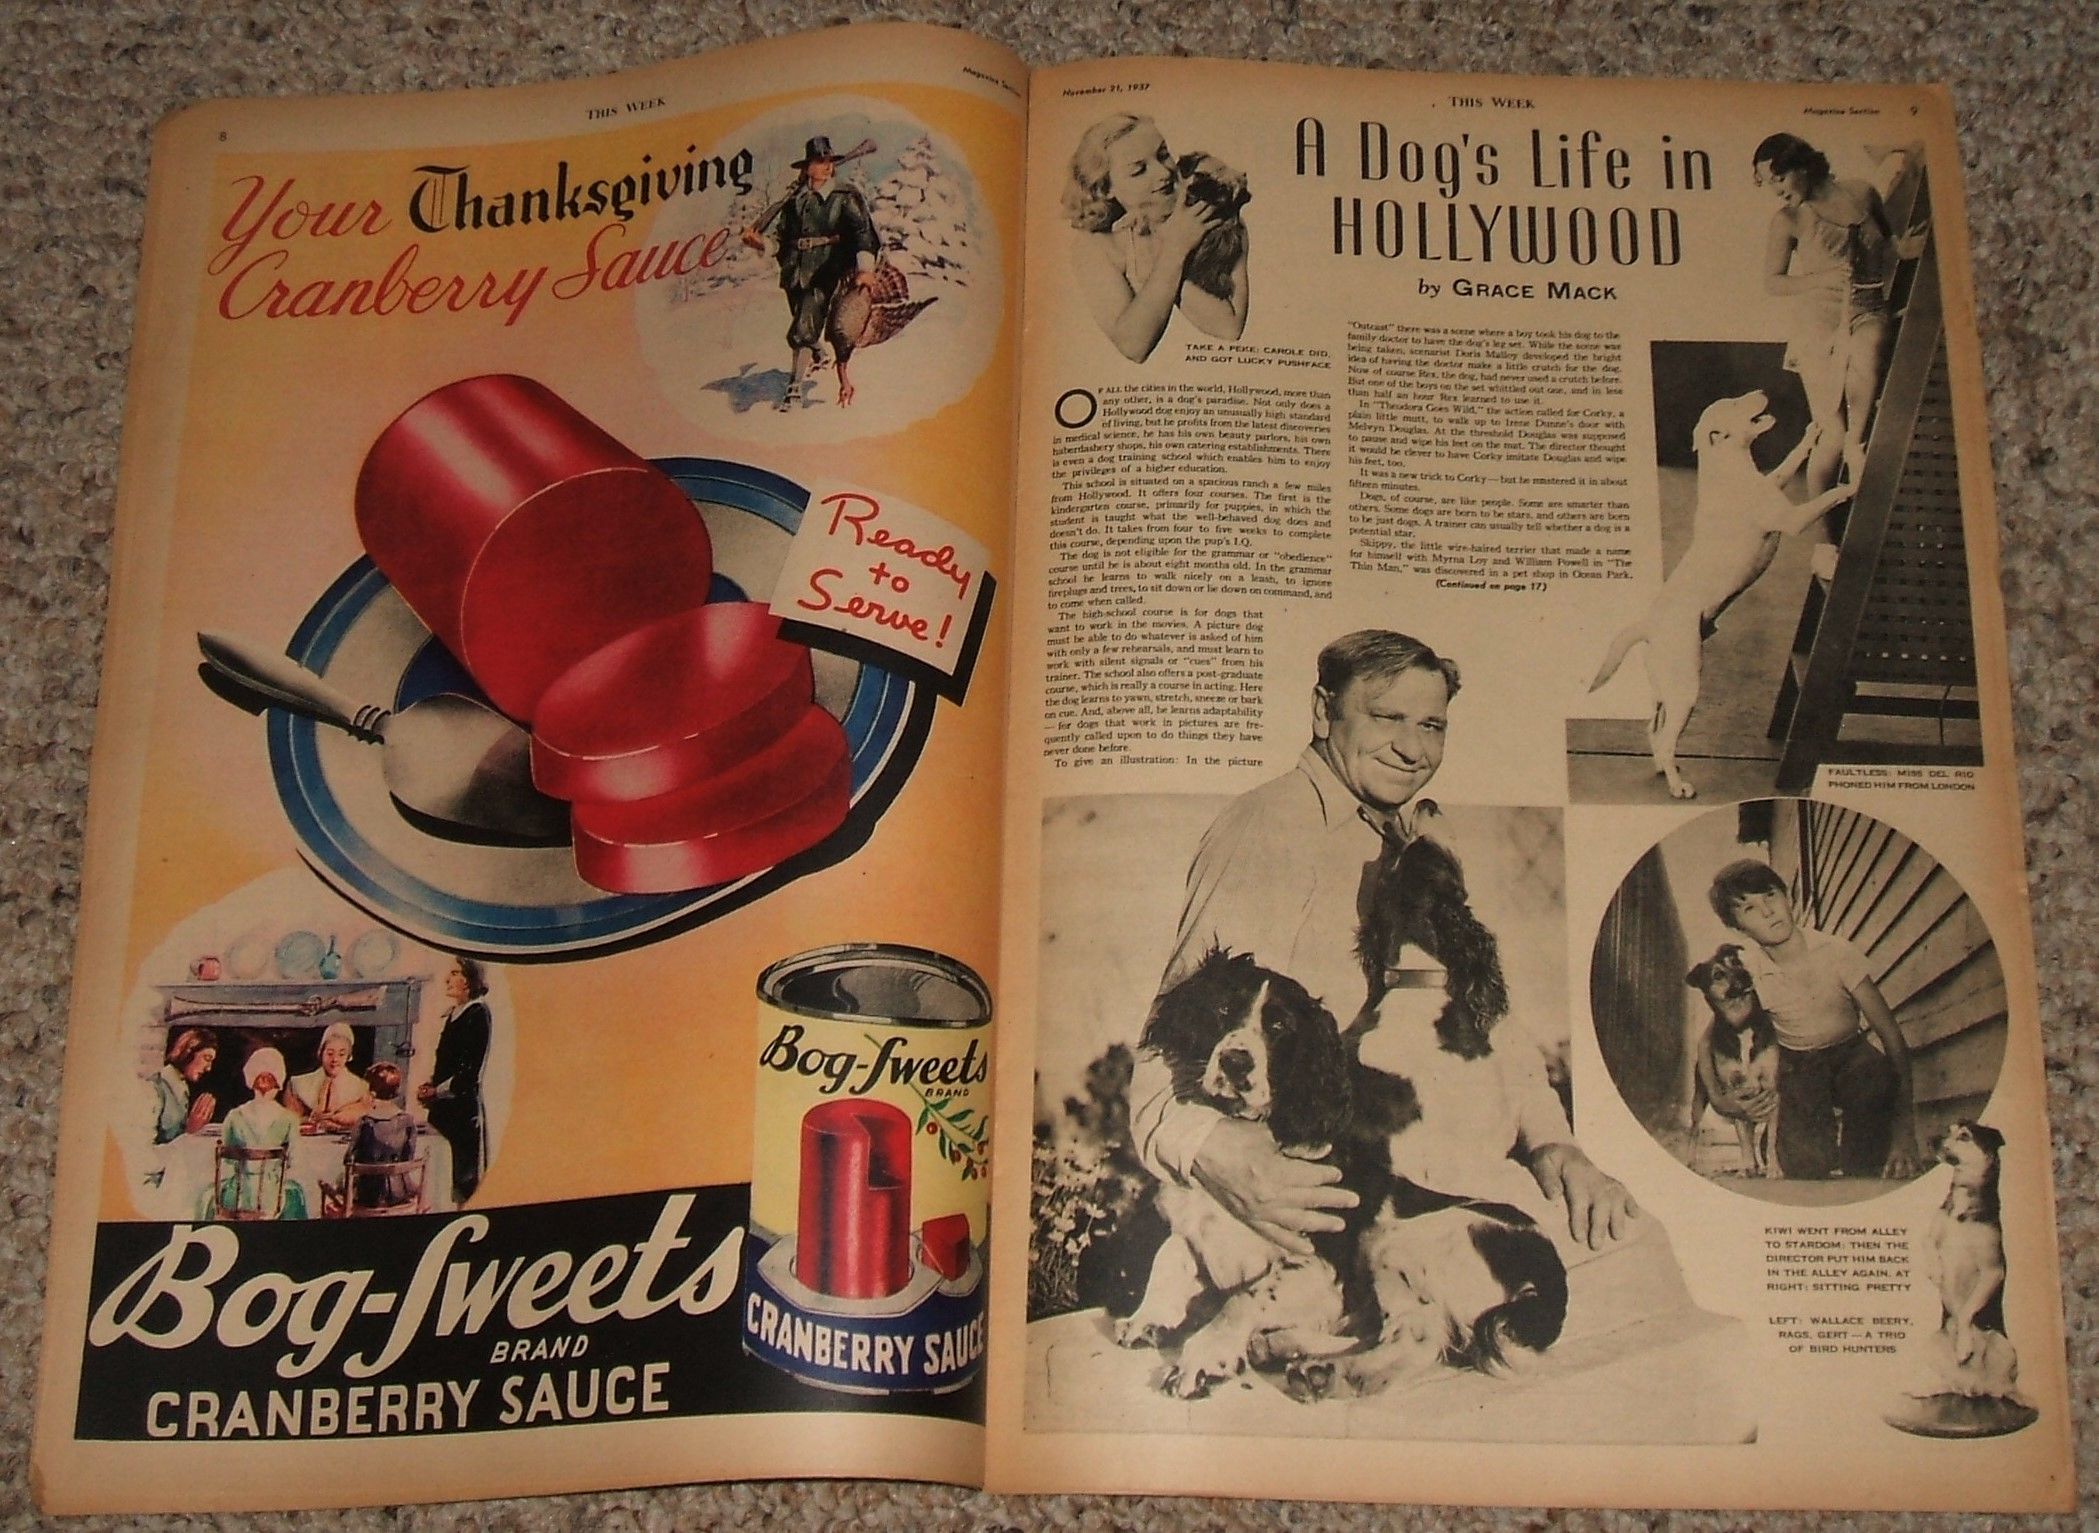 8
THIS WEEK
Magazine Section
Your Thanksgiving
Cranberry Sauce
Ready
to
Serve!
Bog-Sweets
BRAND
CRANBERRY SAUCE
Bog-Sweets
BRAND
CRANBERRY SAUCE
November 21, 1937
THIS WEEK
Magazine Section
9
A Dog's Life in
HOLLYWOOD
by GRACE MACK
TAKE A PEKE: CAROLE DID,
AND GOT LUCKY PUSHFACE
OF ALL the cities in the world, Hollywood, more than
any other, is a dog's paradise. Not only does a
Hollywood dog enjoy an unusually high standard
of living, but he profits from the latest discoveries
in medical science, he has his own beauty parlors, his own
haberdashery shops, his own catering establishments. There
is even a dog training school which enables him to enjoy
the privileges of a higher education.
This school is situated on a spacious ranch a few miles
from Hollywood. It offers four courses. The first is the
kindergarten course, primarily for puppies, in which the
student is taught what the well-behaved dog does and
doesn't do. It takes from four to five weeks to complete
this course, depending upon the pup's I.Q.
The dog is not eligible for the grammar or "obedience"
course until he is about eight months old. In the grammar
school he learns to walk nicely on a leash, to ignore
fireplugs and trees, to sit down or lie down on command, and
to come when called.
The high-school course is for dogs that
want to work in the movies. A picture dog
must be able to do whatever is asked of him
with only a few rehearsals, and must learn to
work with silent signals or "cues" from his
trainer. The school also offers a post-graduate
course, which is really a course in acting. Here
the dog learns to yawn, stretch, sneeze or bark
on cue. And, above all, he learns adaptability
— for dogs that work in pictures are fre-
quently called upon to do things they have
never done before.
To give an illustration: In the picture
"Outcast" there was a scene where a boy took his dog to the
family doctor to have the dog's leg set. While the scene was
being taken, scenarist Doris Malloy developed the bright
idea of having the doctor make a little crutch for the dog.
Now of course Rex, the dog, had never used a crutch before.
But one of the boys on the set whittled out one, and in less
than half an hour Rex learned to use it.
In "Theodora Goes Wild," the action called for Corky, a
plain little mutt, to walk up to Irene Dunne's door with
Melvyn Douglas. At the threshold Douglas was supposed
to pause and wipe his feet on the mat. The director thought
it would be clever to have Corky imitate Douglas and wipe
his feet, too.
It was a new trick to Corky — but he mastered it in about
fifteen minutes.
Dogs, of course, are like people. Some are smarter than
others. Some dogs are born to be stars, and others are born
to be just dogs. A trainer can usually tell whether a dog is a
potential star.
Skippy, the little wire-haired terrier that made a name
for himself with Myrna Loy and William Powell in "The
Thin Man," was discovered in a pet shop in Ocean Park.
(Continued on page 17)
FAULTLESS: MISS DEL RIO
PHONED HIM FROM LONDON
KIWI WENT FROM ALLEY
TO STARDOM; THEN THE
DIRECTOR PUT HIM BACK
IN THE ALLEY AGAIN. AT
RIGHT: SITTING PRETTY
LEFT: WALLACE BEERY,
RAGS, GERT — A TRIO
OF BIRD HUNTERS